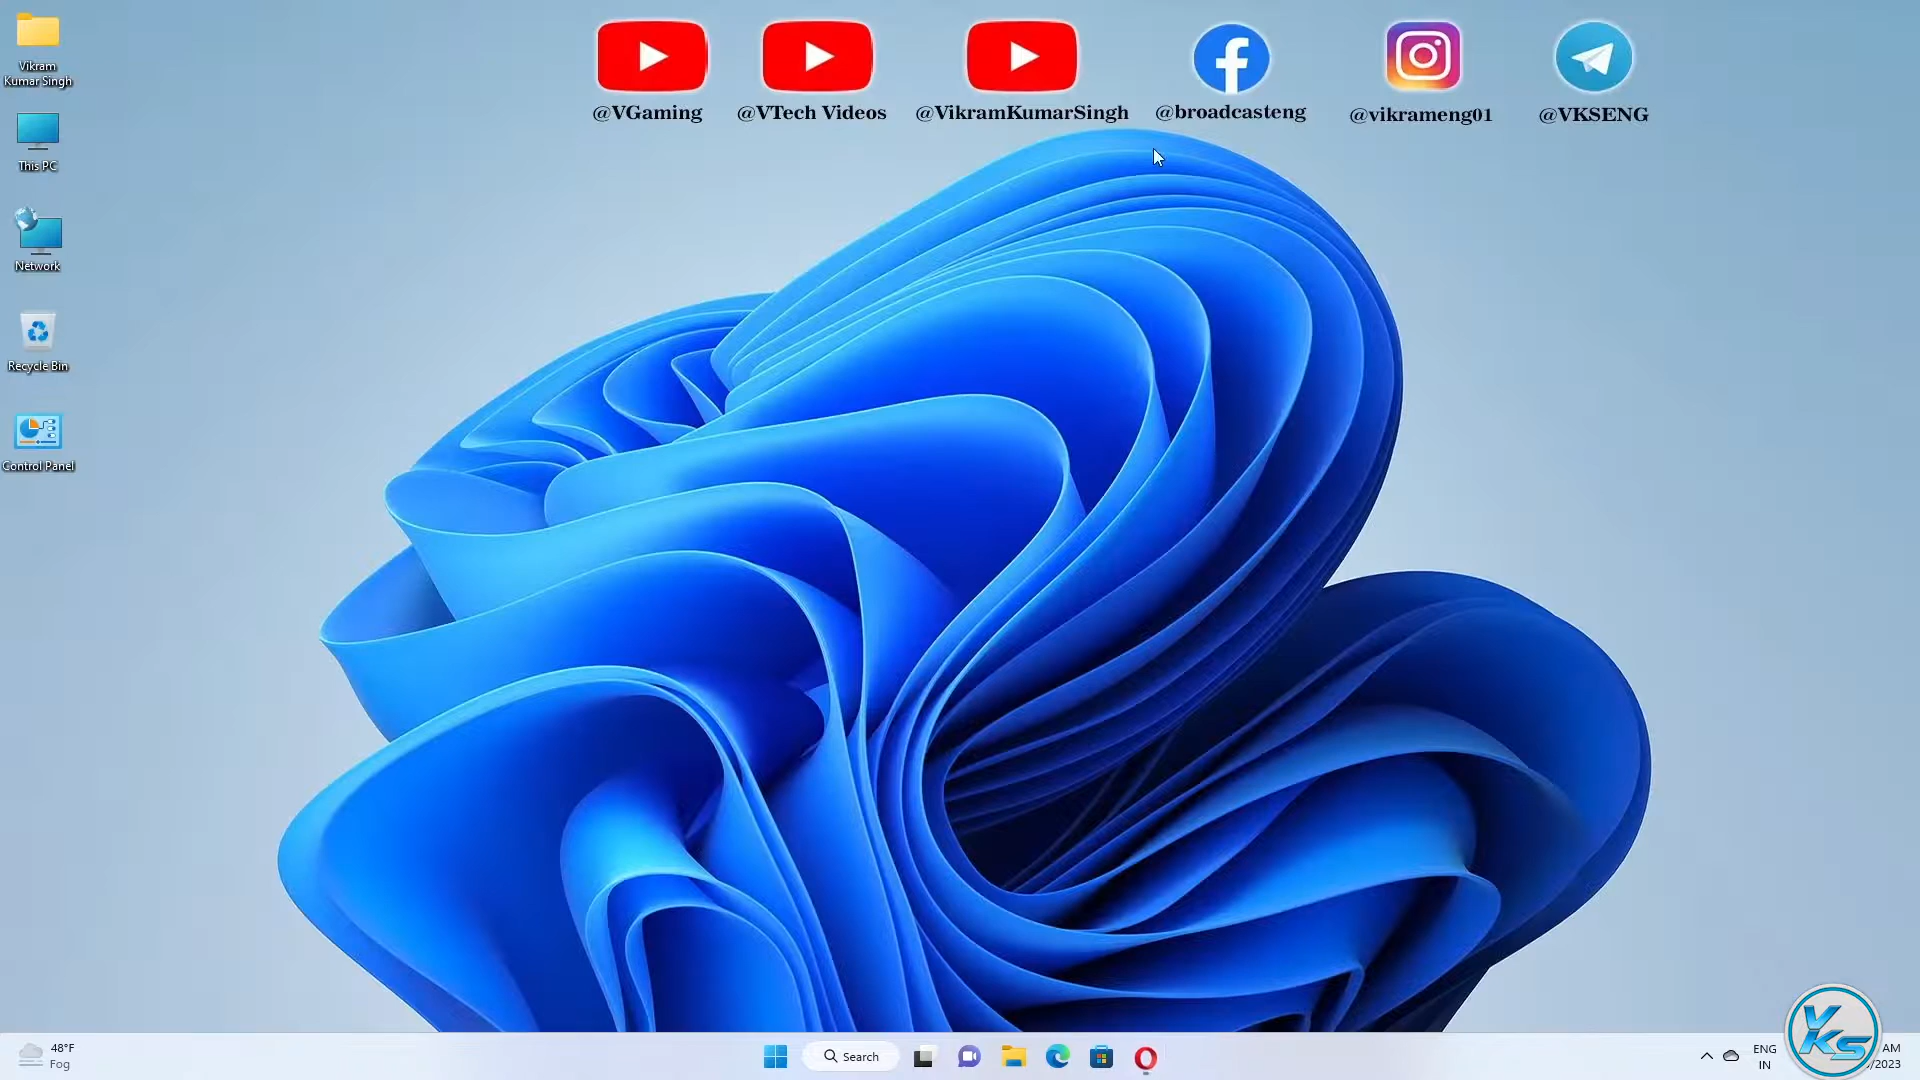 @VGaming
@VTech Videos
@VikramKumarSingh
@broadcasteng
@vikrameng01
@VKSENG
Vikram
Kumar Singh
This PC
Network
Recycle Bin
Control Panel
48°F
Fog
Search
ENG
IN
AM
/2023
VKS